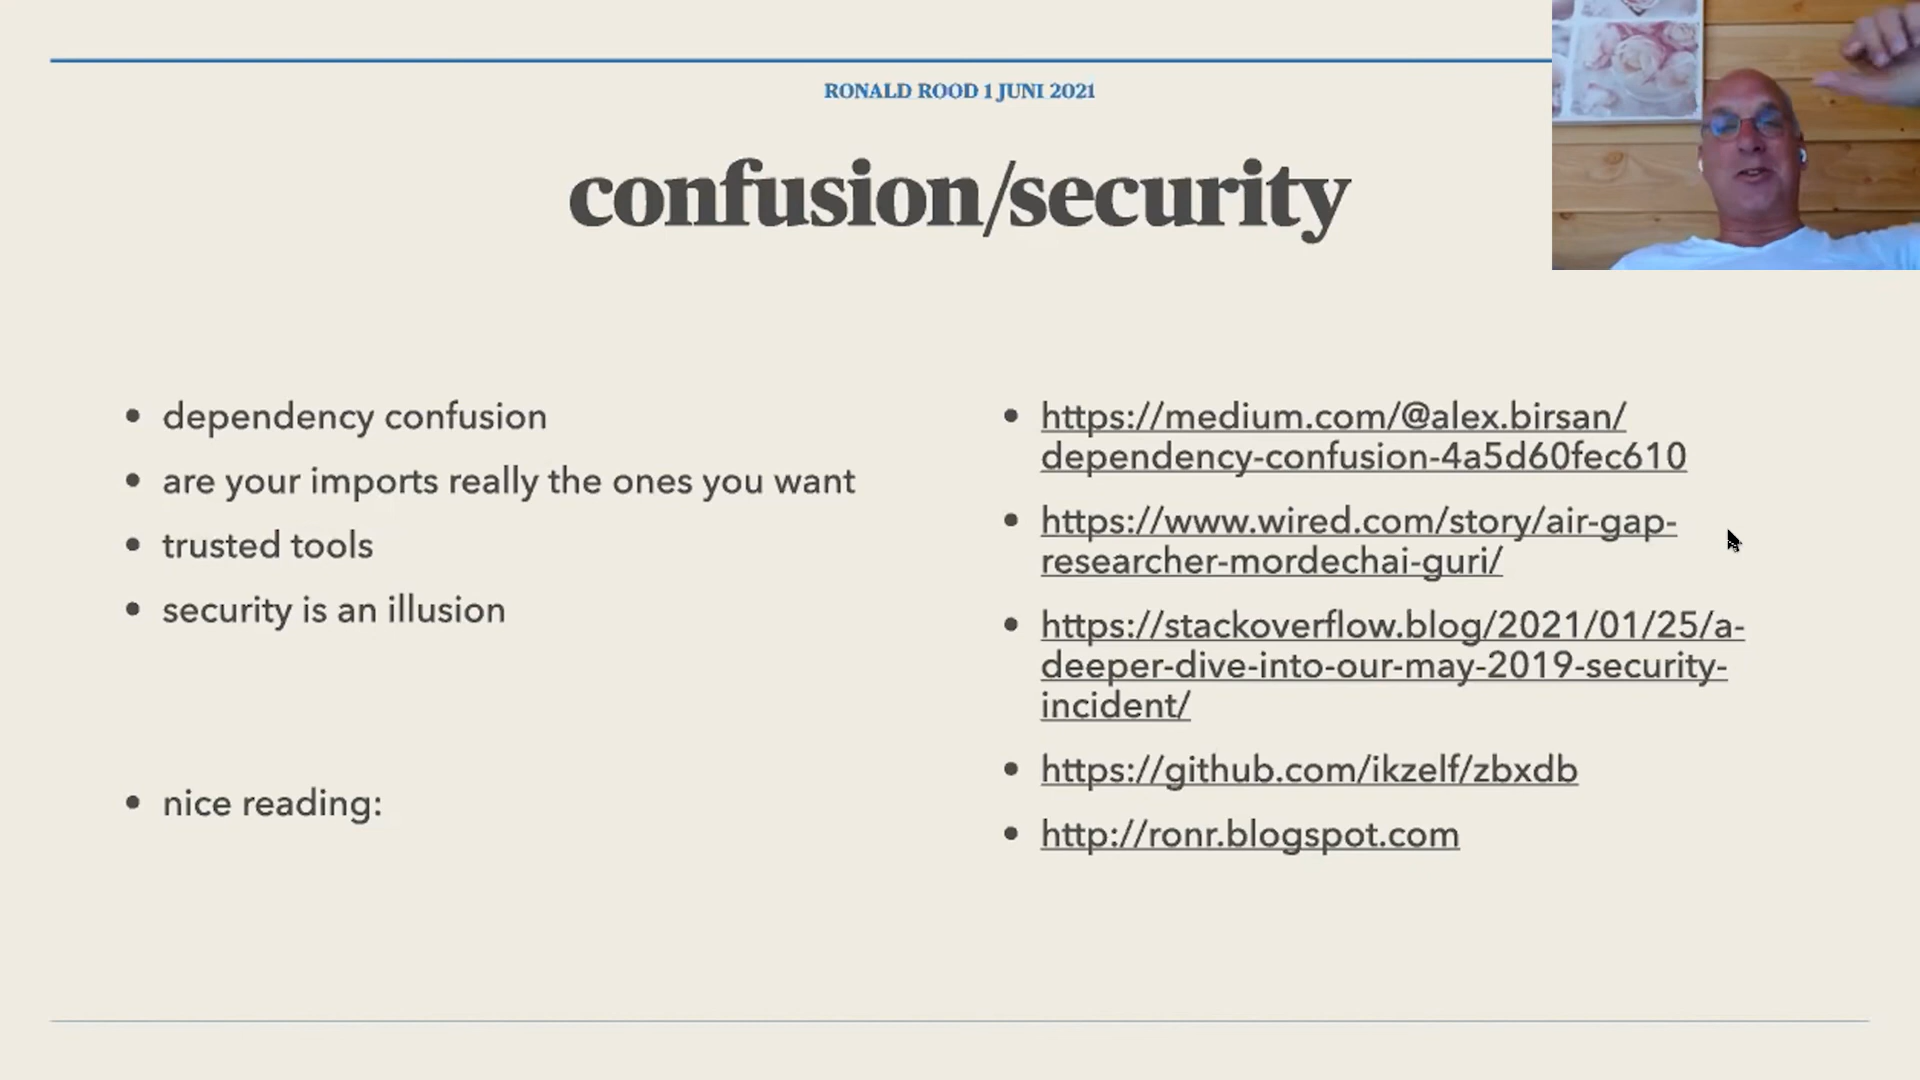 RONALD ROOD 1 JUNI 2021
confusion/security
• dependency confusion
• are your imports really the ones you want
• trusted tools
• security is an illusion
• nice reading:
• https://medium.com/@alex.birsan/
dependency-confusion-4a5d60fec610
• https://www.wired.com/story/air-gap-
researcher-mordechai-guri/
• https://stackoverflow.blog/2021/01/25/a-
deeper-dive-into-our-may-2019-security-
incident/
• https://github.com/ikzelf/zbxdb
• http://ronr.blogspot.com